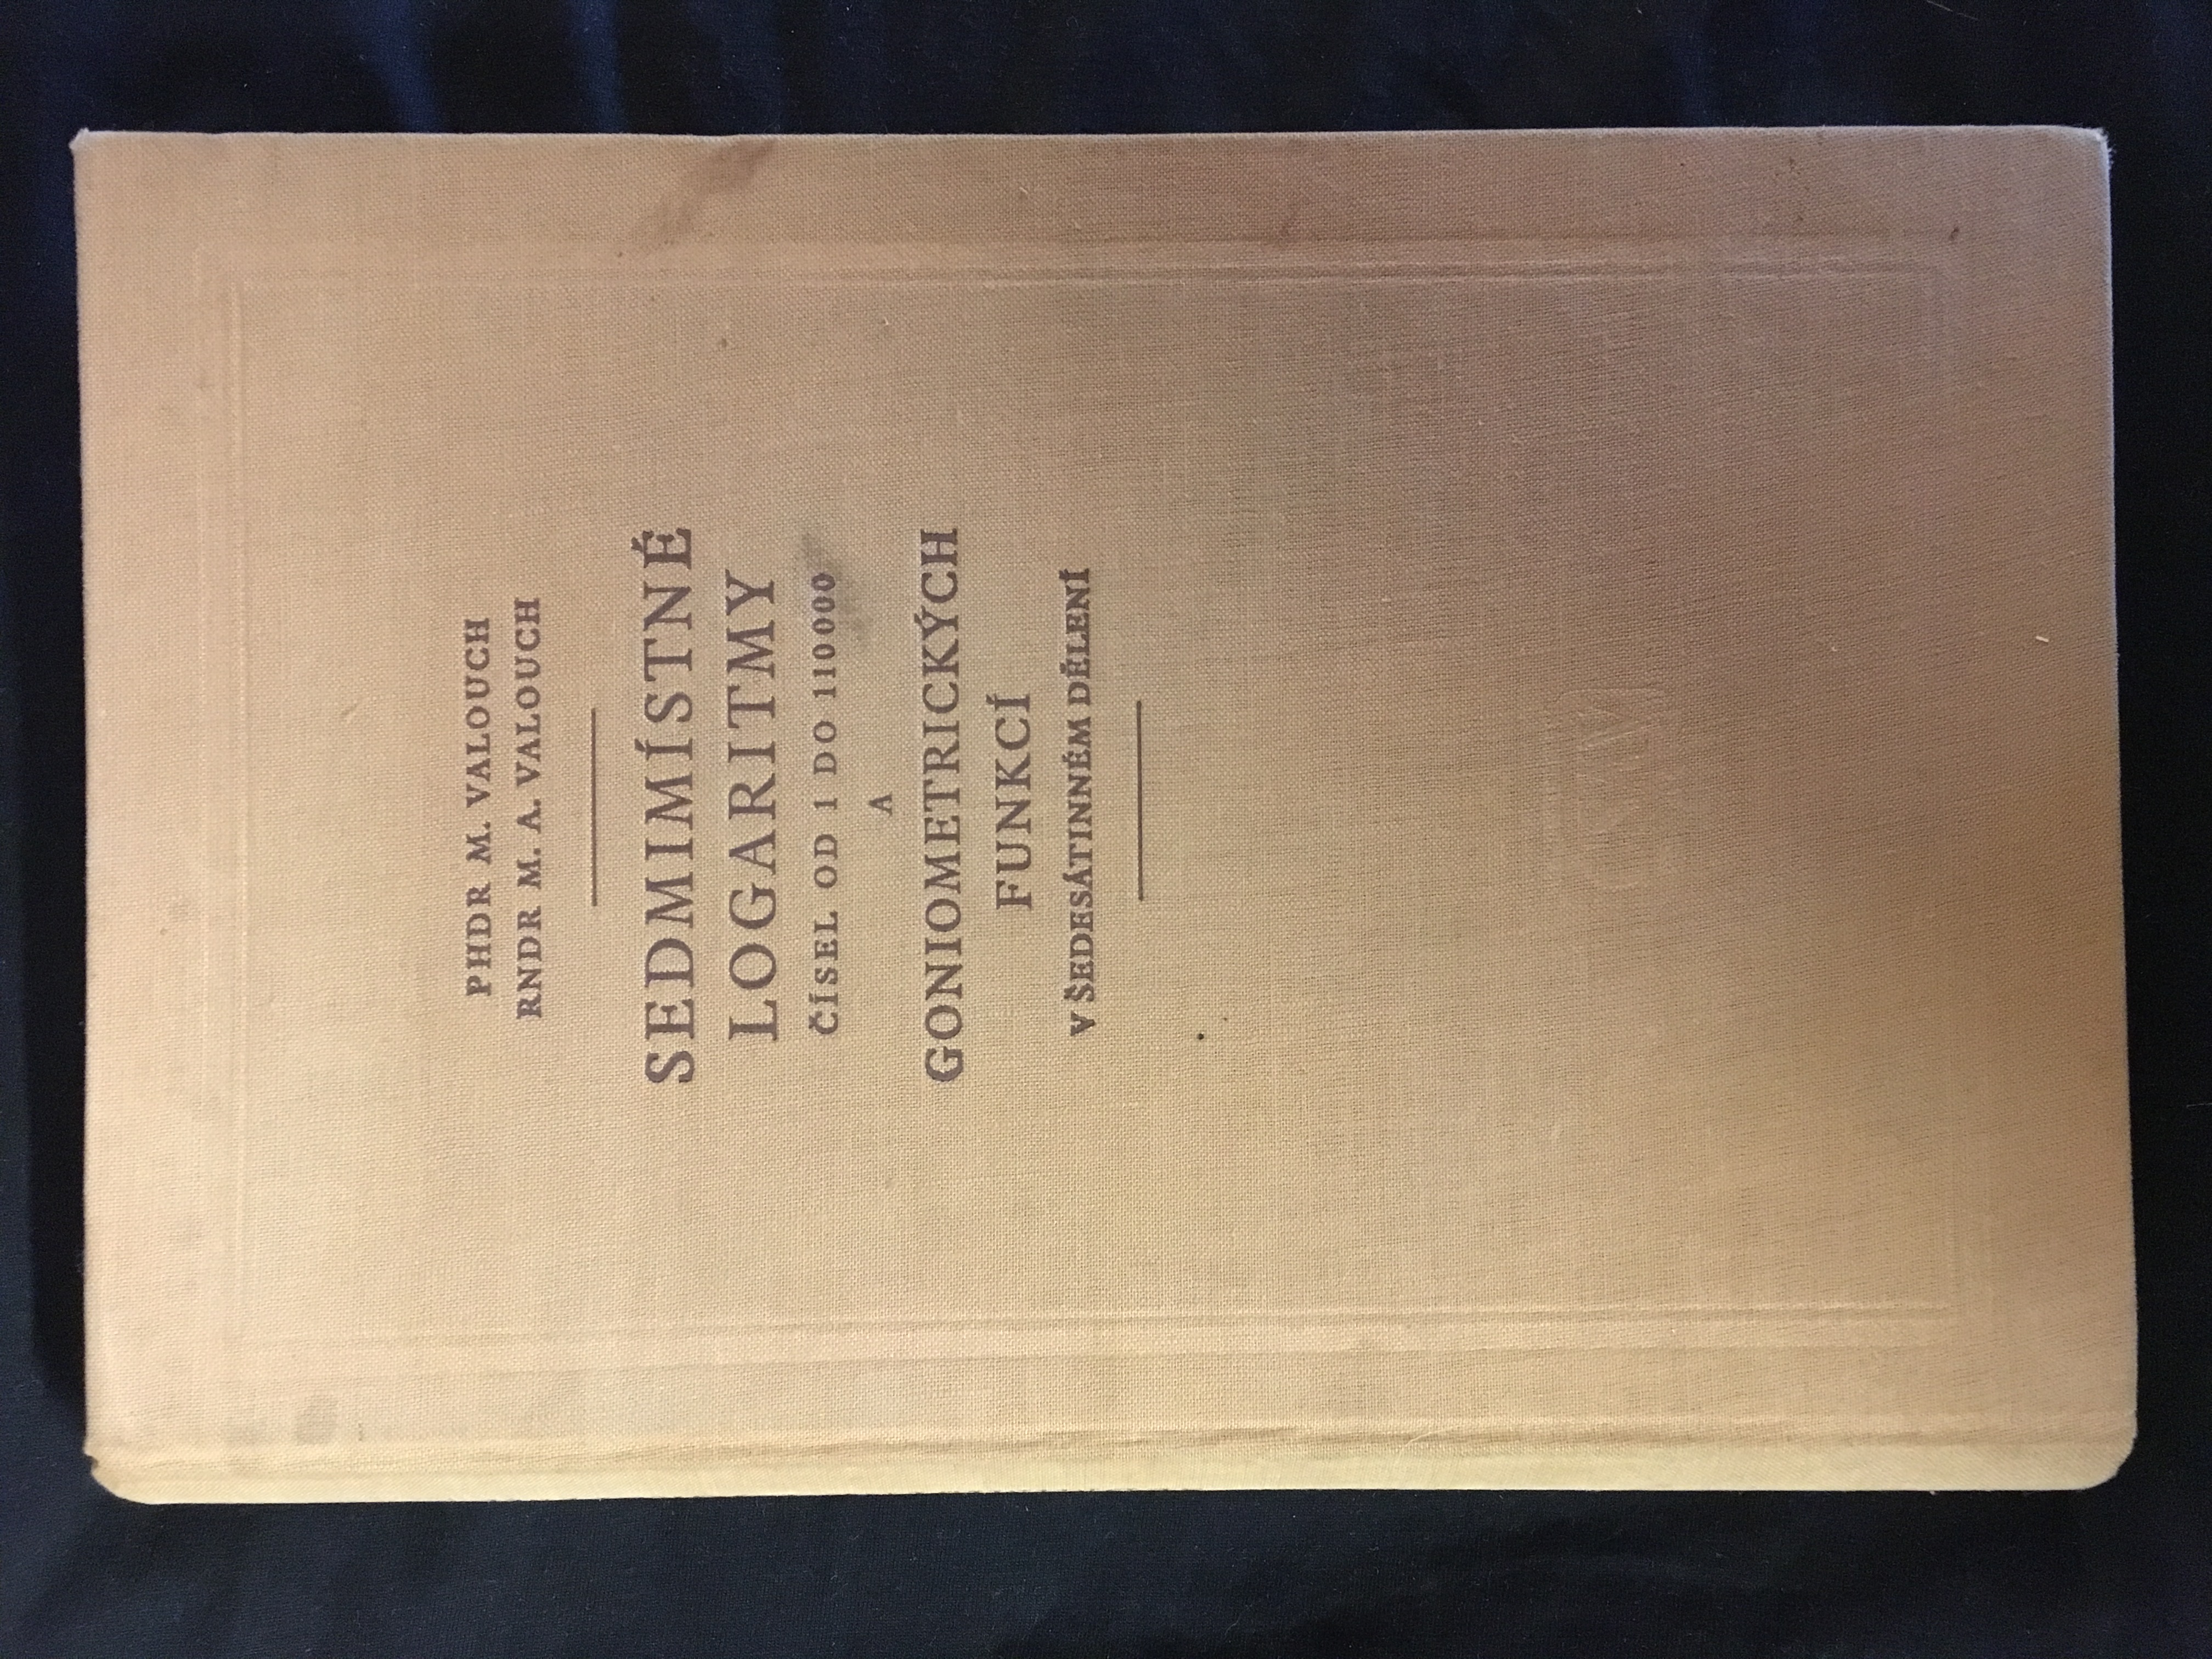 PHDR M. VALOUCH
RNDR M. A. VALOUCH
SEDMIMÍSTNÉ
LOGARITMY
ČÍSEL OD 1 DO 110000
A
GONIOMETRICKÝCH
FUNKCÍ
V ŠEDESÁTINNÉM DĚLENÍ